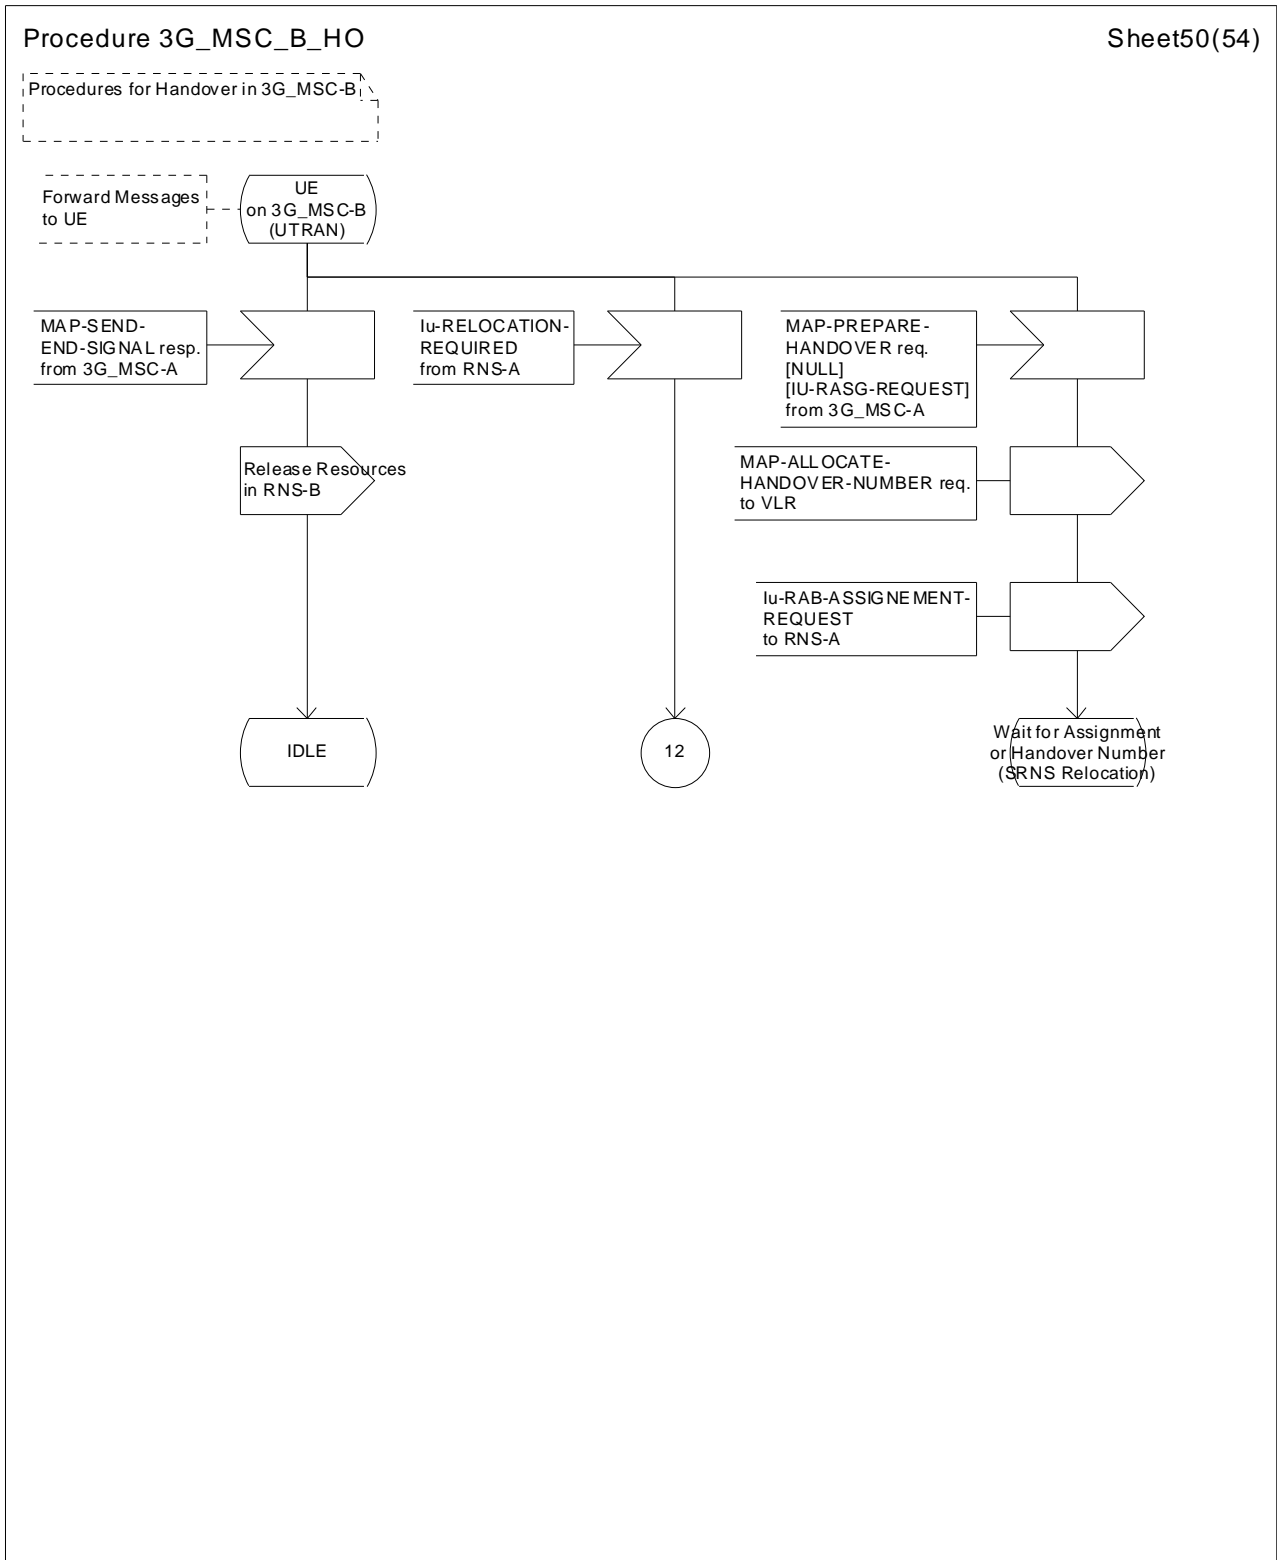 Procedure 3G_MSC_B_HO
Sheet50(54)
Procedures for Handover in 3G_MSC-B
Forward Messages
to UE
UE
on 3G_MSC-B
(UTRAN)
MAP-SEND-
END-SIGNAL resp.
from 3G_MSC-A
Iu-RELOCATION-
REQUIRED
from RNS-A
MAP-PREPARE-
HANDOVER req.
[NULL]
[IU-RASG-REQUEST]
from 3G_MSC-A
Release Resources
in RNS-B
MAP-ALLOCATE-
HANDOVER-NUMBER req.
to VLR
Iu-RAB-ASSIGNEMENT-
REQUEST
to RNS-A
IDLE
12
Wait for Assignment
or Handover Number
(SRNS Relocation)